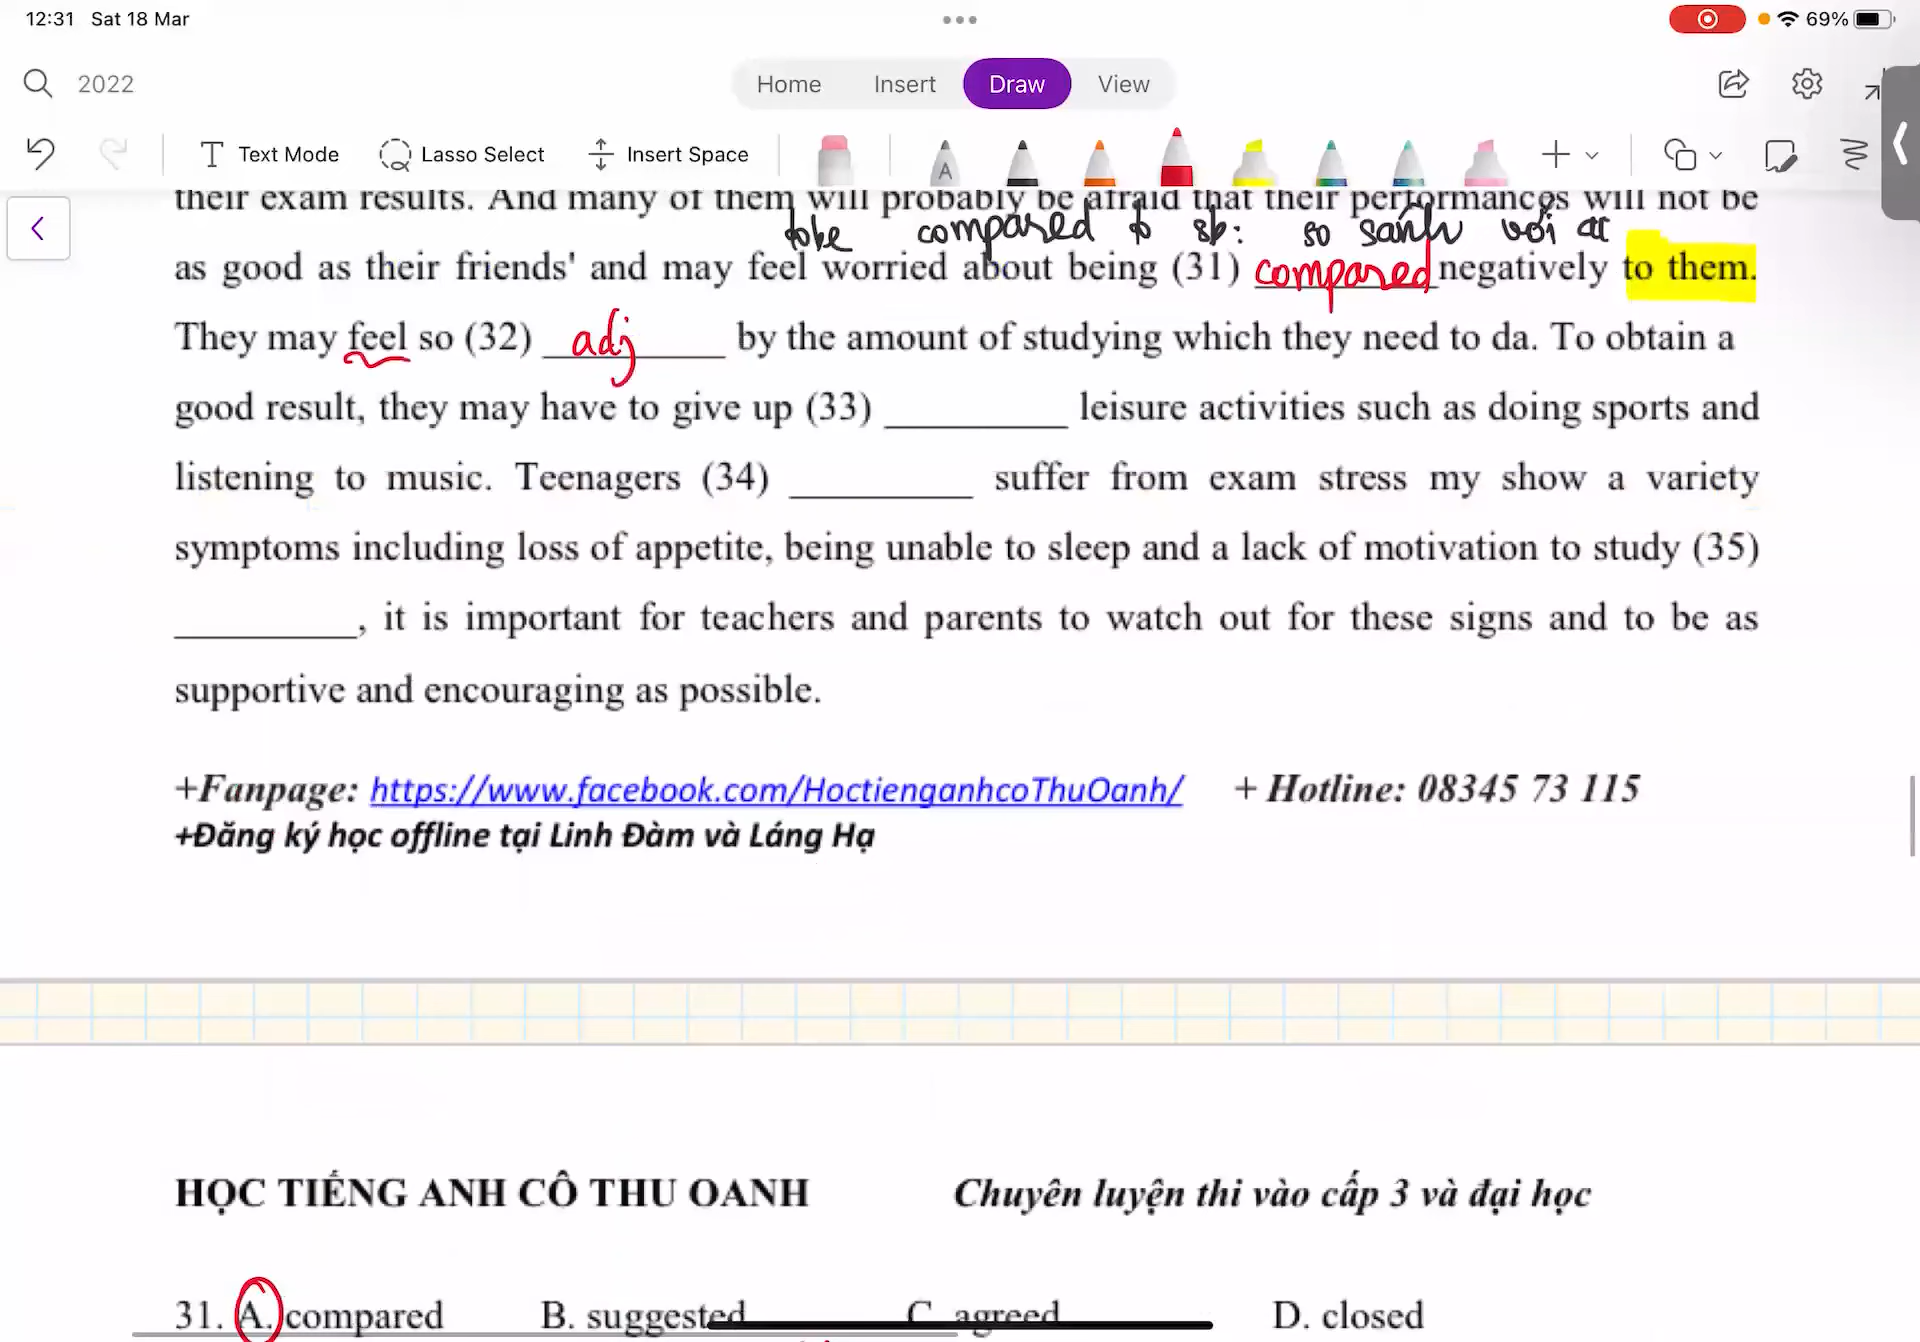 12:31 Sat 18 Mar 69%
2022 Home Insert Draw View
Text Mode Lasso Select Insert Space A
their exam results. And many of them will probably be afraid that their performances will not be
to be compared to sb: so sánh với ai
as good as their friends' and may feel worried about being (31) compared negatively to them.
They may feel so (32) adj by the amount of studying which they need to da. To obtain a
good result, they may have to give up (33) __________ leisure activities such as doing sports and
listening to music. Teenagers (34) __________ suffer from exam stress my show a variety
symptoms including loss of appetite, being unable to sleep and a lack of motivation to study (35)
__________, it is important for teachers and parents to watch out for these signs and to be as
supportive and encouraging as possible.
+Fanpage: https://www.facebook.com/HoctienganhcoThuOanh/ + Hotline: 08345 73 115
+Đăng ký học offline tại Linh Đàm và Láng Hạ
HỌC TIẾNG ANH CÔ THU OANH Chuyên luyện thi vào cấp 3 và đại học
31. A. compared B. suggested C. agreed D. closed